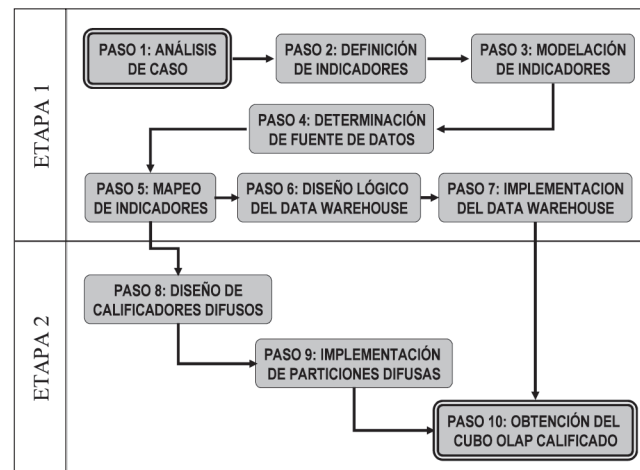 ETAPA 1
PASO 1: ANÁLISIS
DE CASO
PASO 2: DEFINICIÓN
DE INDICADORES
PASO 3: MODELACIÓN
DE INDICADORES
PASO 4: DETERMINACIÓN
DE FUENTE DE DATOS
PASO 5: MAPEO
DE INDICADORES
PASO 6: DISEÑO LÓGICO
DEL DATA WAREHOUSE
PASO 7: IMPLEMENTACION
DEL DATA WAREHOUSE
ETAPA 2
PASO 8: DISEÑO DE
CALIFICADORES DIFUSOS
PASO 9: IMPLEMENTACIÓN
DE PARTICIONES DIFUSAS
PASO 10: OBTENCIÓN DEL
CUBO OLAP CALIFICADO